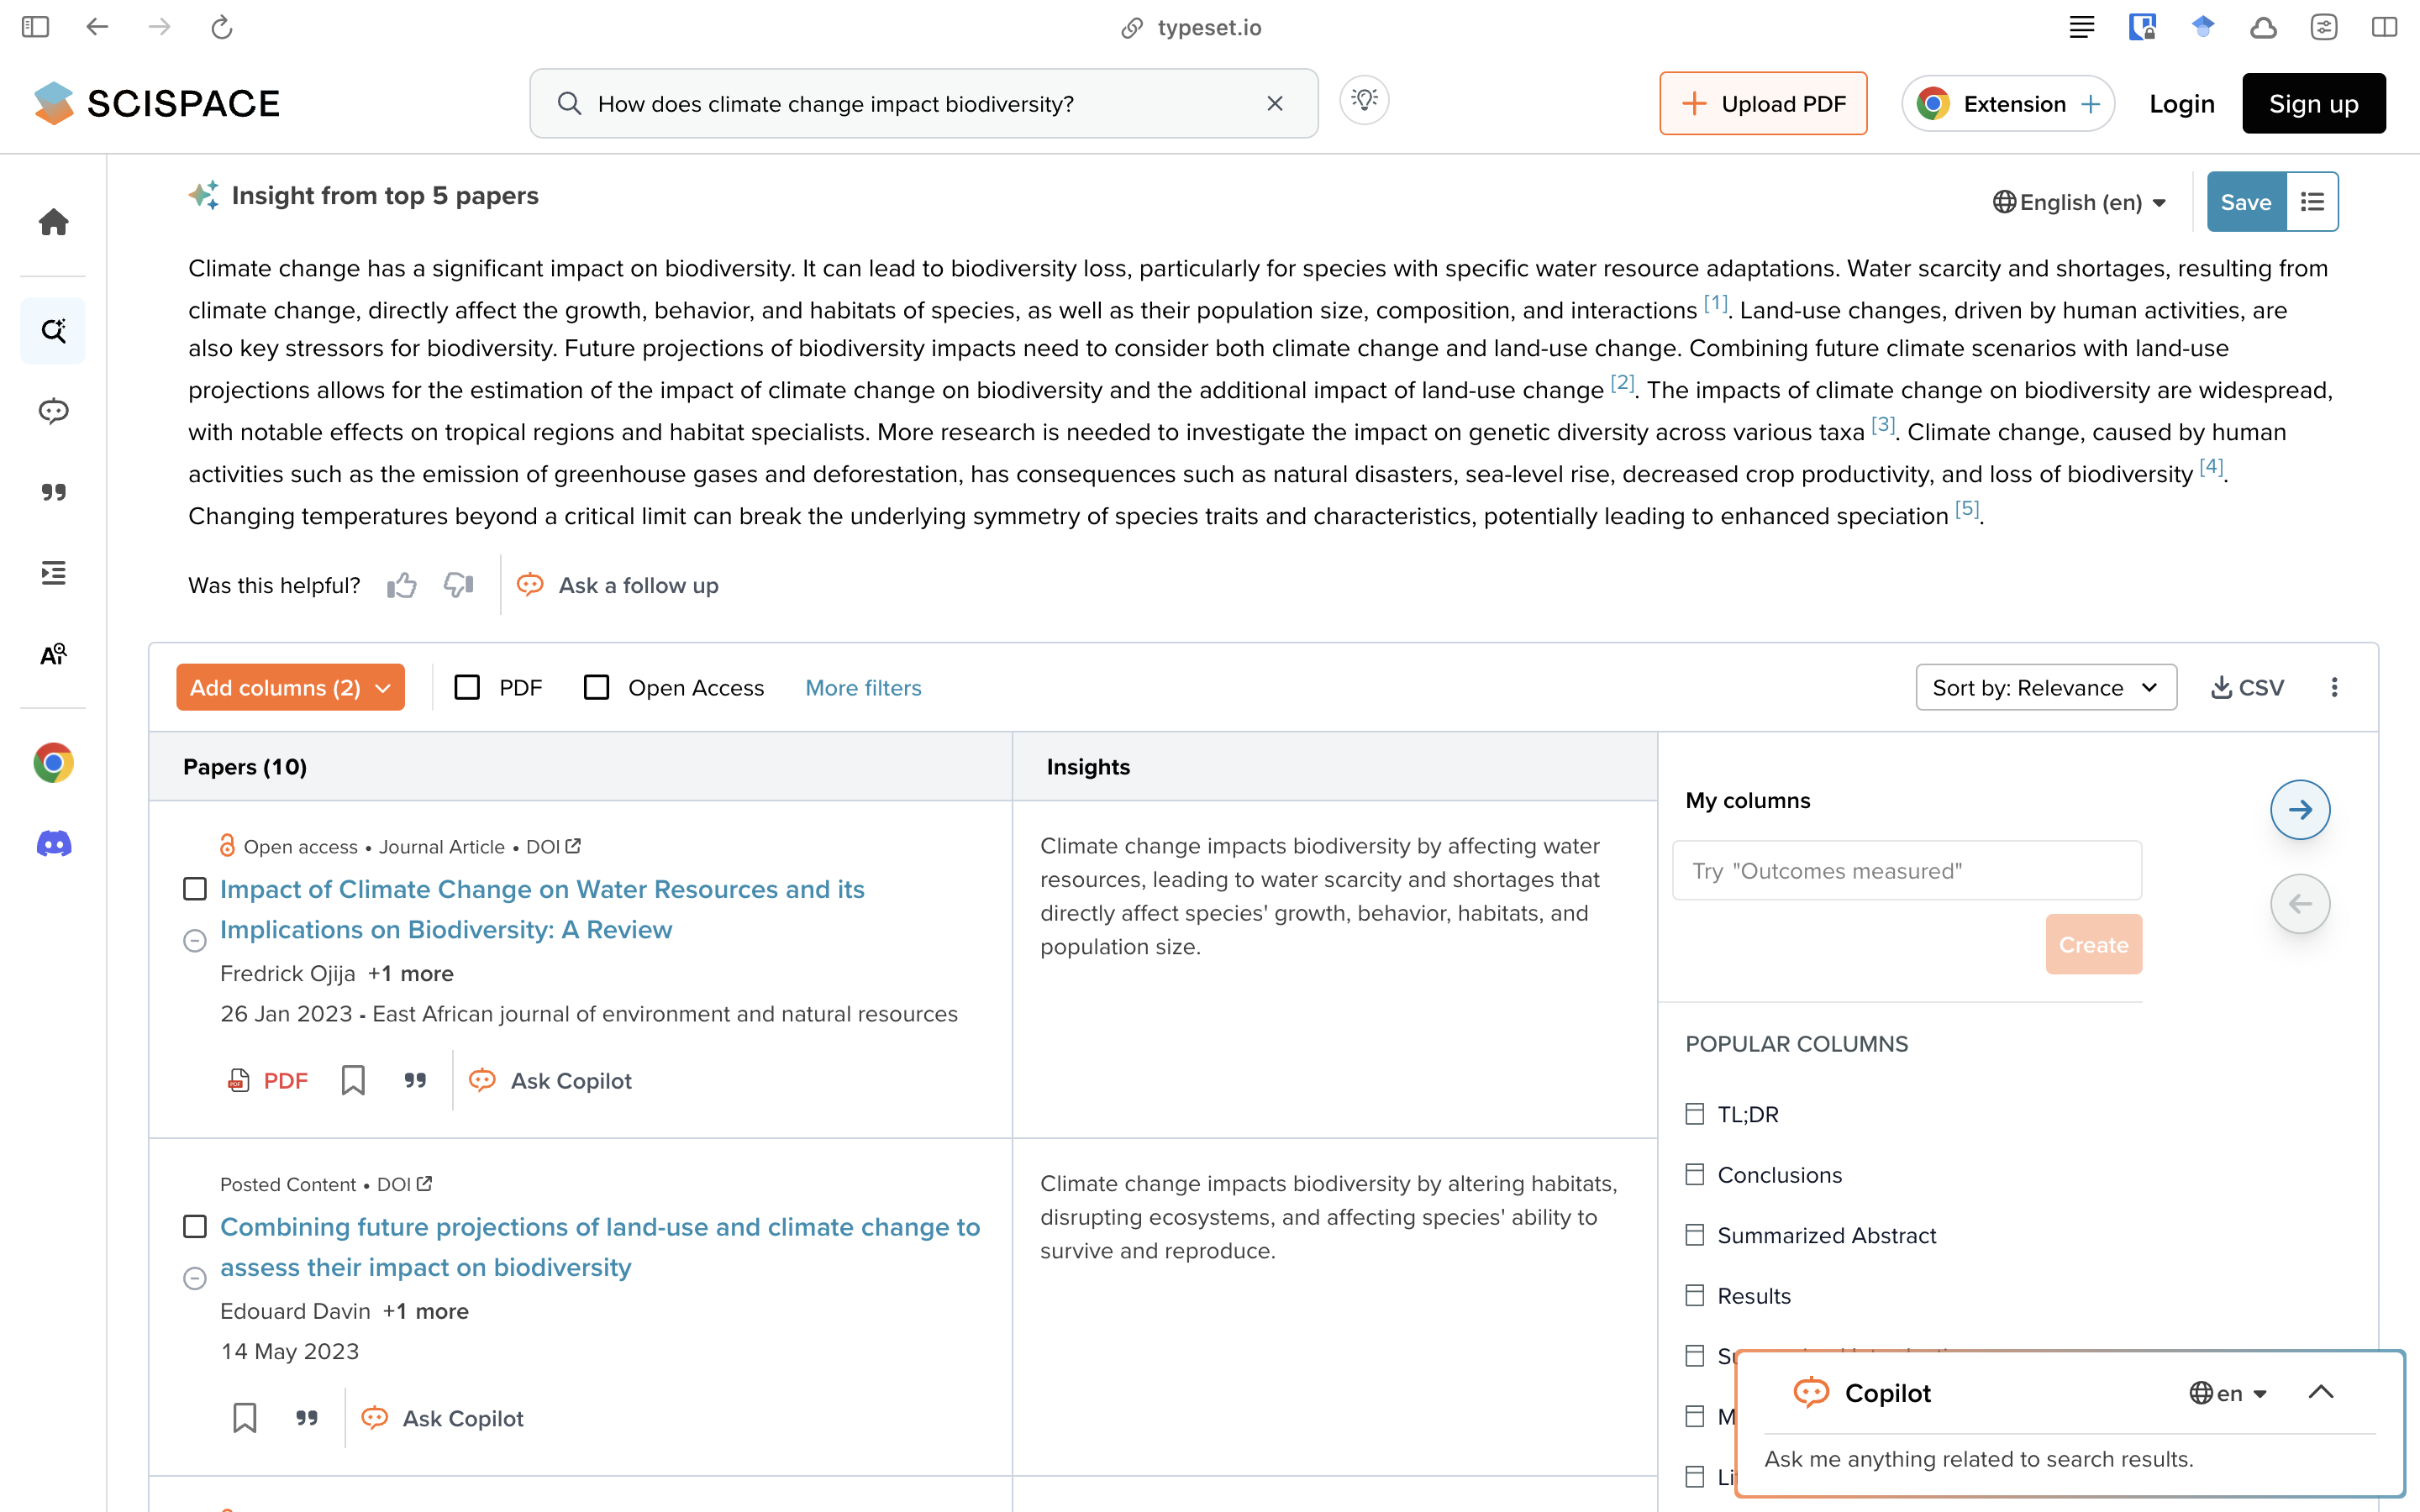 typeset.io
SCISPACE
How does climate change impact biodiversity?
Upload PDF
Extension
Login
Sign up
Insight from top 5 papers
English (en)
Save
Climate change has a significant impact on biodiversity. It can lead to biodiversity loss, particularly for species with specific water resource adaptations. Water scarcity and shortages, resulting from
climate change, directly affect the growth, behavior, and habitats of species, as well as their population size, composition, and interactions [1]. Land-use changes, driven by human activities, are
also key stressors for biodiversity. Future projections of biodiversity impacts need to consider both climate change and land-use change. Combining future climate scenarios with land-use
projections allows for the estimation of the impact of climate change on biodiversity and the additional impact of land-use change [2]. The impacts of climate change on biodiversity are widespread,
with notable effects on tropical regions and habitat specialists. More research is needed to investigate the impact on genetic diversity across various taxa [3]. Climate change, caused by human
activities such as the emission of greenhouse gases and deforestation, has consequences such as natural disasters, sea-level rise, decreased crop productivity, and loss of biodiversity [4].
Changing temperatures beyond a critical limit can break the underlying symmetry of species traits and characteristics, potentially leading to enhanced speciation [5].
Was this helpful?
Ask a follow up
Add columns (2)
PDF
Open Access
More filters
Sort by: Relevance
CSV
Papers (10)
Insights
Open access • Journal Article • DOI
Impact of Climate Change on Water Resources and its
Implications on Biodiversity: A Review
Fredrick Ojija +1 more
26 Jan 2023 - East African journal of environment and natural resources
PDF
Ask Copilot
Climate change impacts biodiversity by affecting water
resources, leading to water scarcity and shortages that
directly affect species' growth, behavior, habitats, and
population size.
Posted Content • DOI
Combining future projections of land-use and climate change to
assess their impact on biodiversity
Edouard Davin +1 more
14 May 2023
Ask Copilot
Climate change impacts biodiversity by altering habitats,
disrupting ecosystems, and affecting species' ability to
survive and reproduce.
My columns
Try "Outcomes measured"
Create
POPULAR COLUMNS
TL;DR
Conclusions
Summarized Abstract
Results
Copilot
en
Ask me anything related to search results.